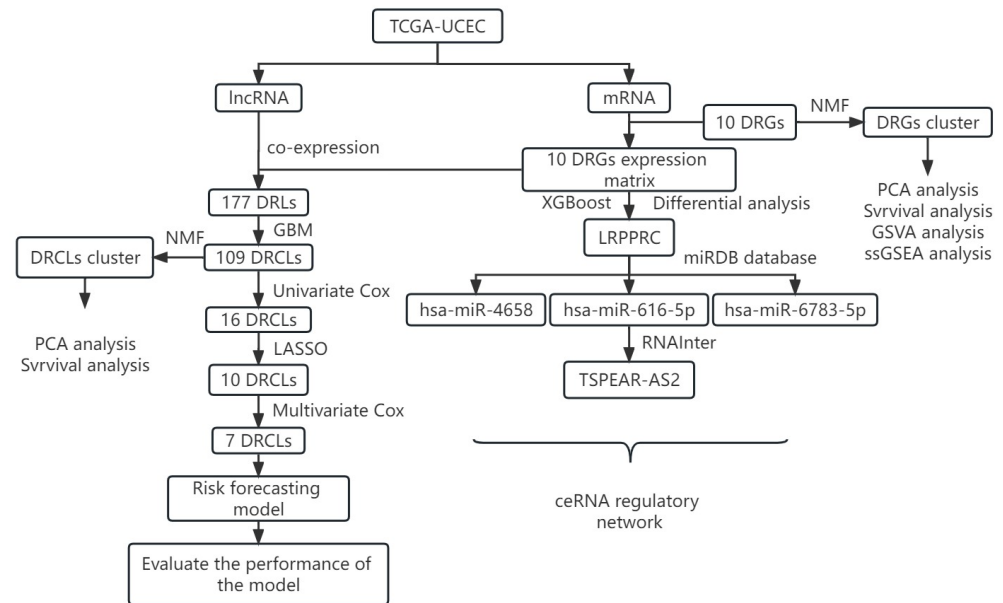 TCGA-UCEC
lncRNA
mRNA
10 DRGs
NMF
DRGs cluster
co-expression
10 DRGs expression
matrix
PCA analysis
Svrvival analysis
GSVA analysis
ssGSEA analysis
177 DRLs
XGBoost
Differential analysis
GBM
LRPPRC
NMF
DRCLs cluster
109 DRCLs
miRDB database
Univariate Cox
hsa-miR-4658
hsa-miR-616-5p
hsa-miR-6783-5p
16 DRCLs
PCA analysis
Svrvival analysis
LASSO
RNAInter
10 DRCLs
TSPEAR-AS2
Multivariate Cox
7 DRCLs
Risk forecasting
model
ceRNA regulatory
network
Evaluate the performance of
the model